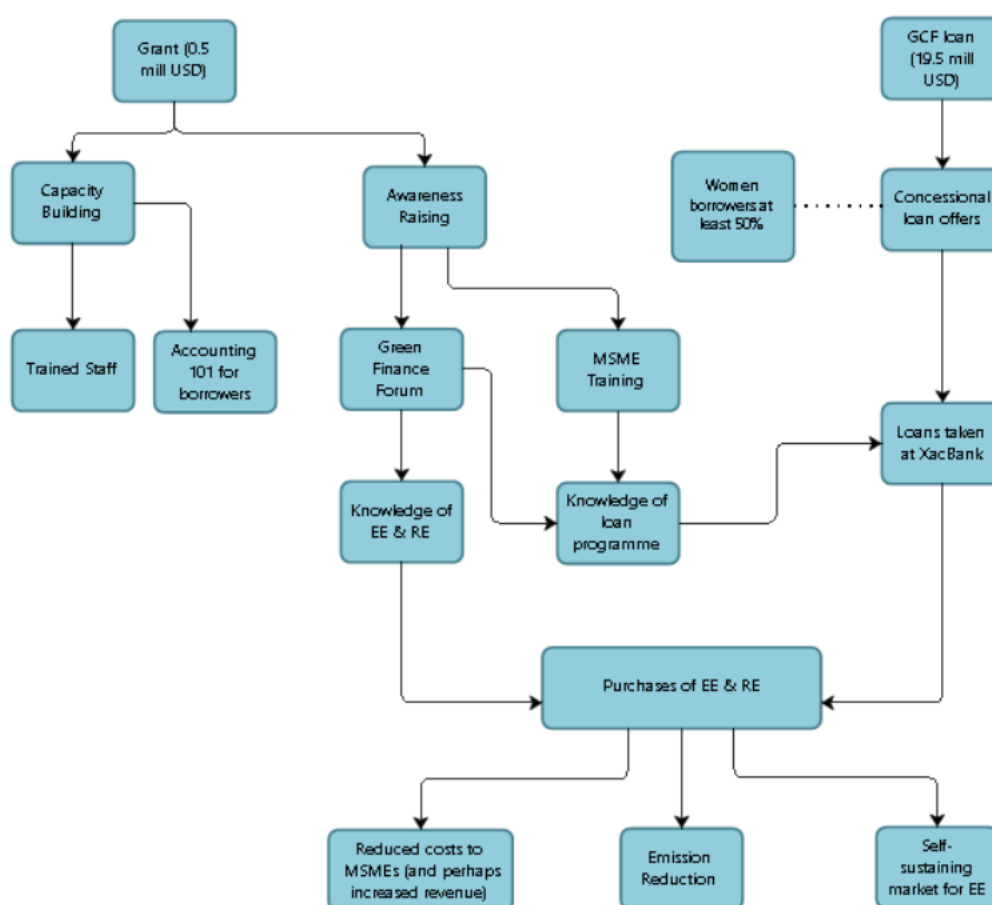 Grant (0.5
mill USD)
GCF loan
(19.5 mill
USD)
Capacity
Building
Awareness
Raising
Women
borrowers at
least 50%
Concessional
loan offers
Trained Staff
Accounting
101 for
borrowers
Green
Finance
Forum
MSME
Training
Loans taken
at XacBank
Knowledge of
EE & RE
Knowledge of
loan
programme
Purchases of EE & RE
Reduced costs to
MSMEs (and perhaps
increased revenue)
Emission
Reduction
Self-
sustaining
market for EE